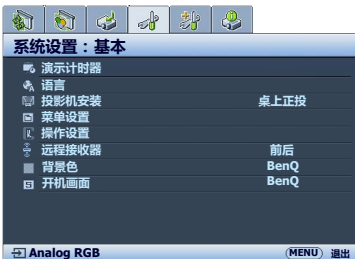 系统设置：基本
演示计时器
语言
投影机安装 桌上正投
菜单设置
操作设置
远程接收器 前后
背景色 BenQ
开机画面 BenQ
Analog RGB MENU 退出